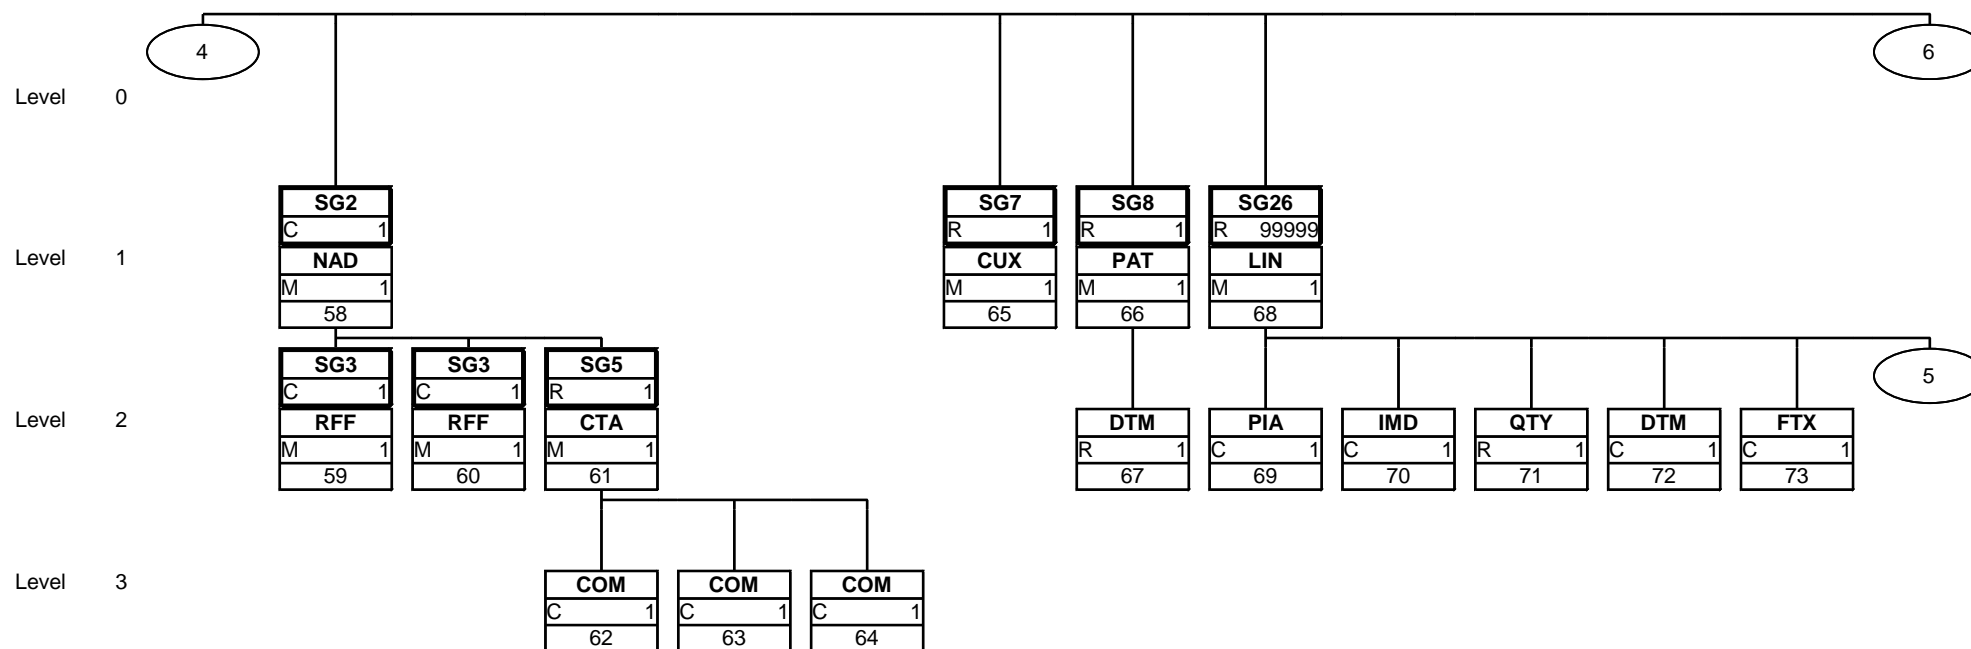 4 6
Level 0
SG2 SG7 SG8 SG26
C 1 R 1 R 1 R 99999
Level 1 NAD CUX PAT LIN
M 1 M 1 M 1 M 1
58 65 66 68
SG3 SG3 SG5 5
C 1 C 1 R 1
Level 2 RFF RFF CTA DTM PIA IMD QTY DTM FTX
M 1 M 1 M 1 R 1 C 1 C 1 R 1 C 1 C 1
59 60 61 67 69 70 71 72 73
Level 3 COM COM COM
C 1 C 1 C 1
62 63 64